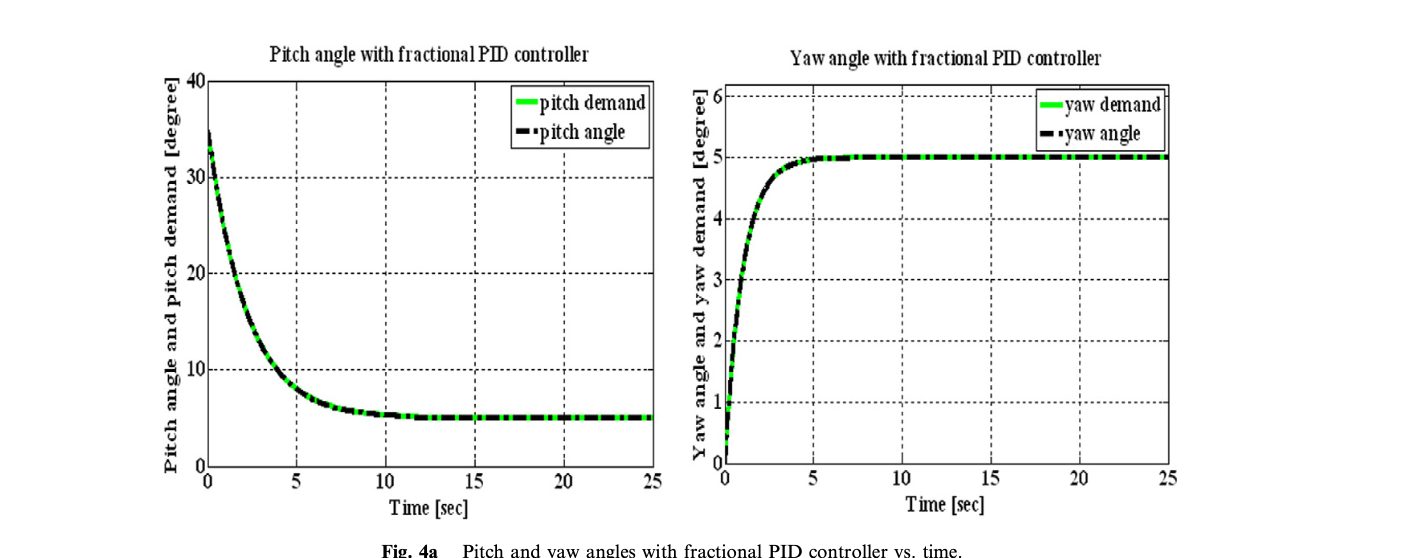 Pitch angle with fractional PID controller
Pitch angle and pitch demand [degree]
40
30
20
10
0
pitch demand
pitch angle
0 5 10 15 20 25
Time [sec]
Yaw angle with fractional PID controller
Yaw angle and yaw demand [degree]
6
5
4
3
2
1
0
yaw demand
yaw angle
0 5 10 15 20 25
Time [sec]
Fig. 4a Pitch and yaw angles with fractional PID controller vs. time.